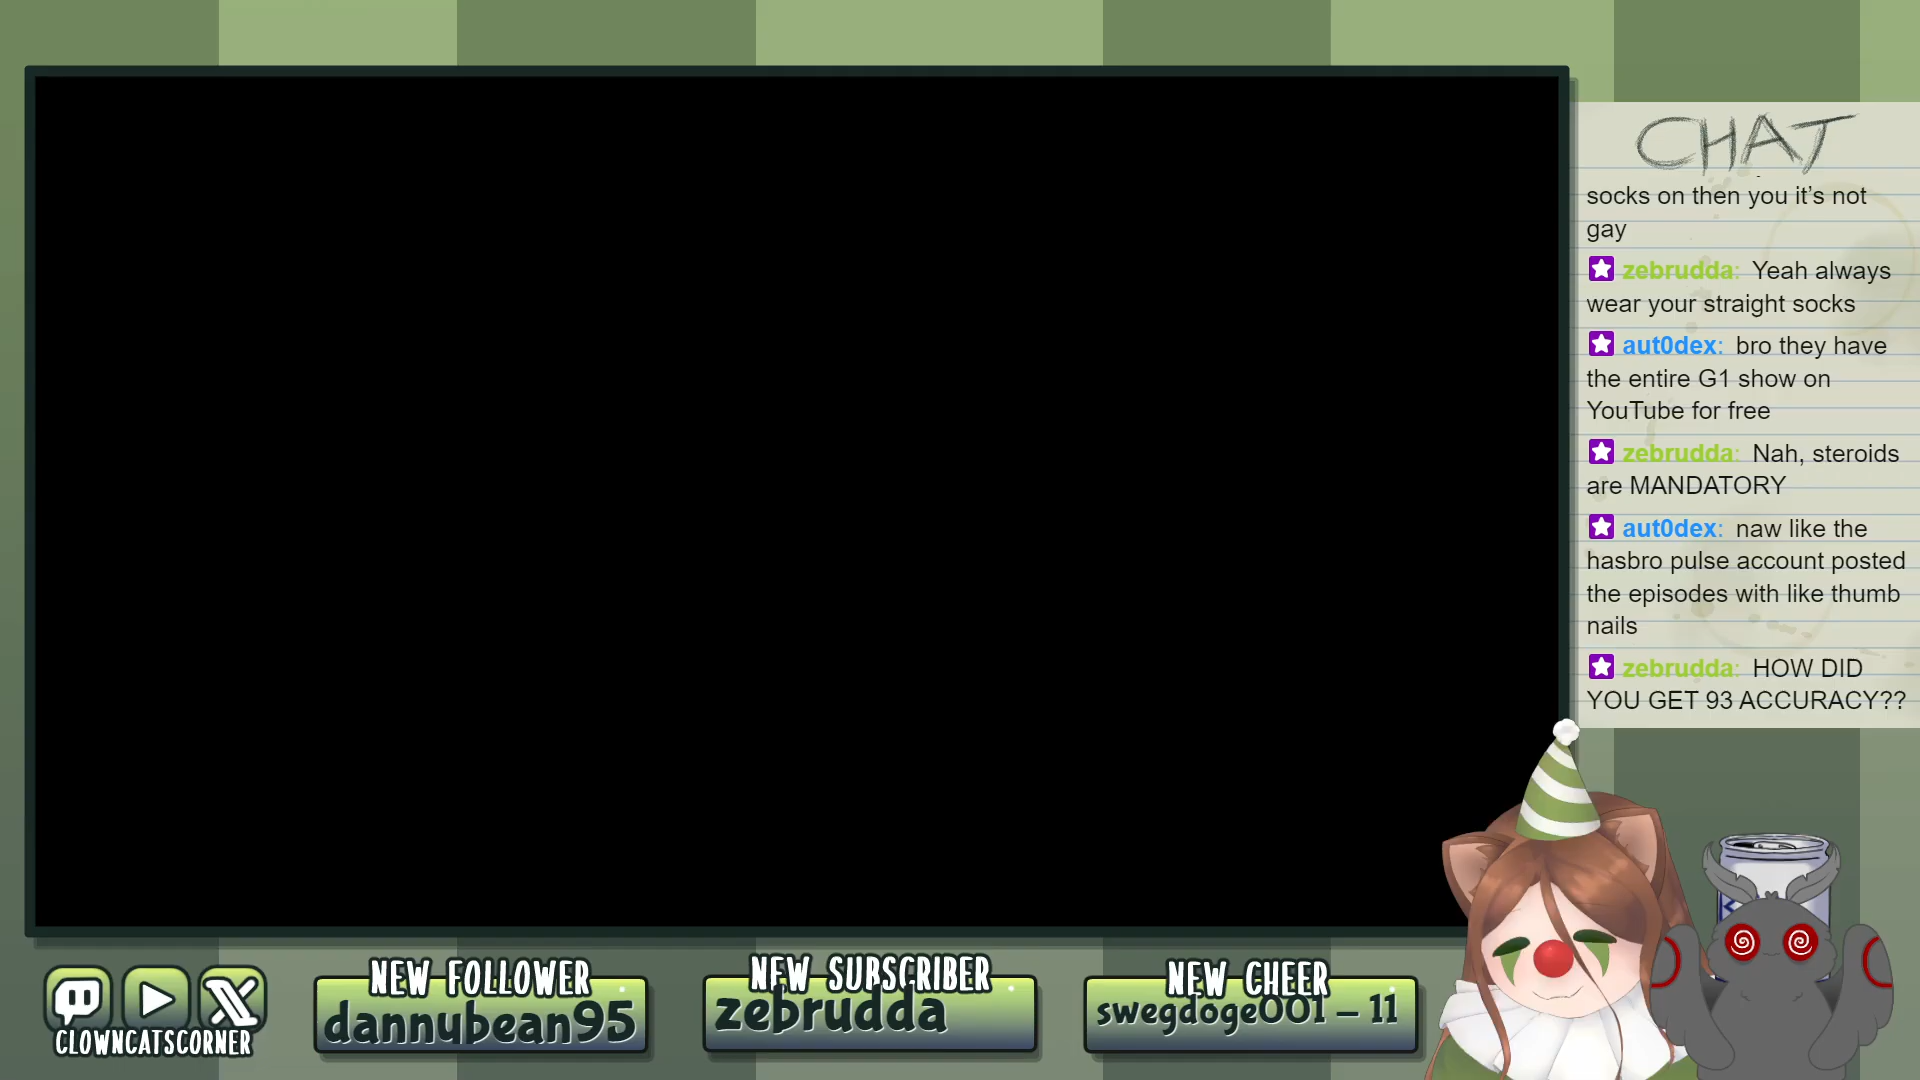 CHAT
socks on then you it’s not
gay
zebrudda: Yeah always
wear your straight socks
aut0dex: bro they have
the entire G1 show on
YouTube for free
zebrudda: Nah, steroids
are MANDATORY
aut0dex: naw like the
hasbro pulse account posted
the episodes with like thumb
nails
zebrudda: HOW DID
YOU GET 93 ACCURACY??
CLOWNCATSCORNER
NEW FOLLOWER
dannubean95
NEW SUBSCRIBER
zebrudda
NEW CHEER
swegdoge001 – 11